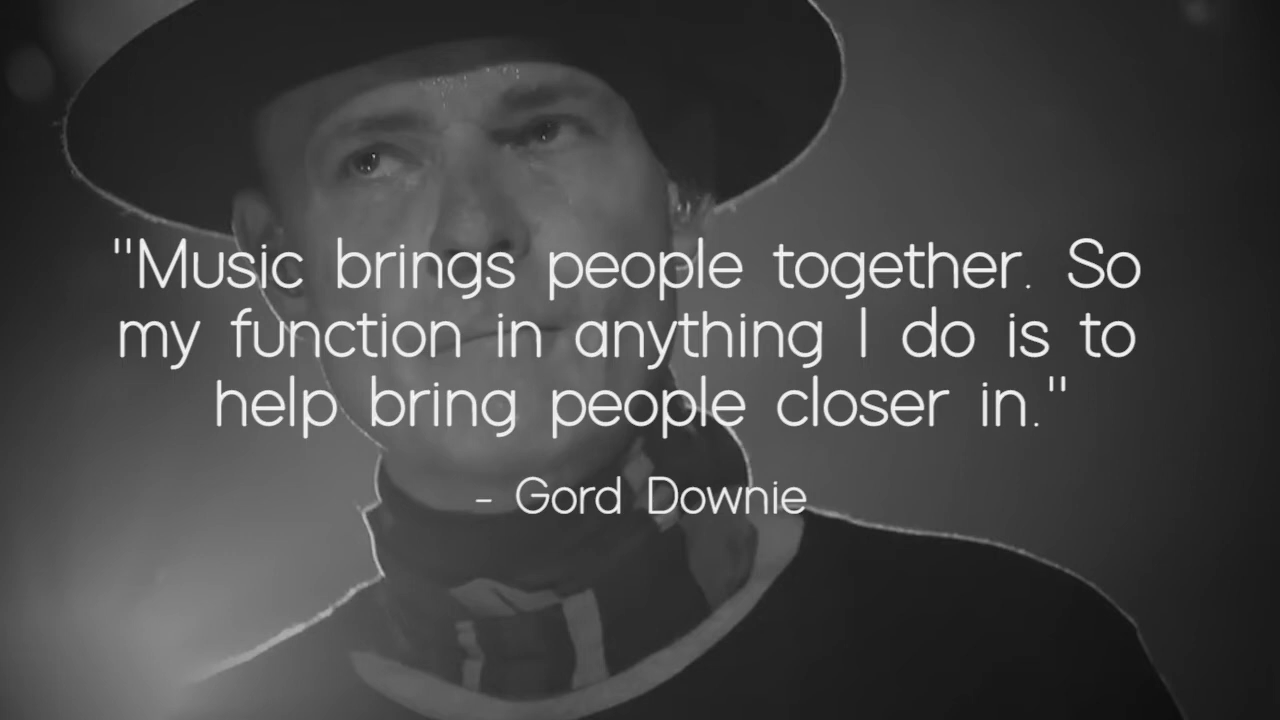 "Music brings people together. So
my function in anything I do is to
help bring people closer in."
- Gord Downie